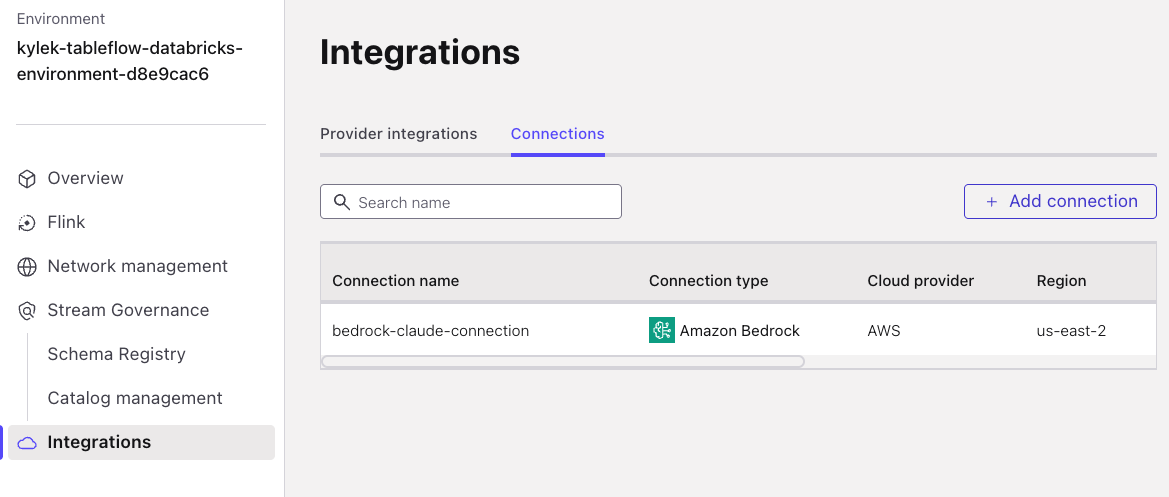 Environment
kylek-tableflow-databricks-
environment-d8e9cac6
Overview
Flink
Network management
Stream Governance
Schema Registry
Catalog management
Integrations
Integrations
Provider integrations
Connections
Search name
+ Add connection
Connection name Connection type Cloud provider Region
bedrock-claude-connection Amazon Bedrock AWS us-east-2